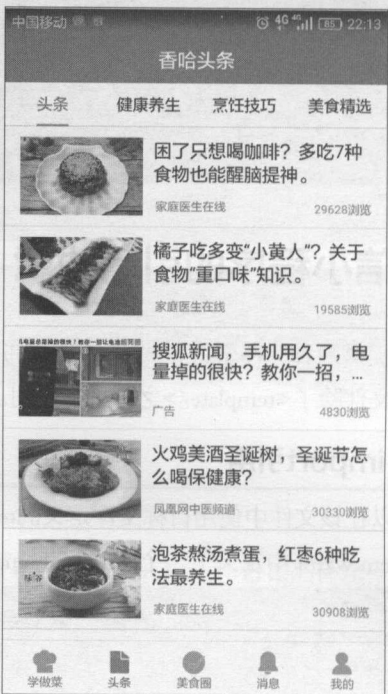 中国移动 4G 4G 85 22:13
香哈头条
头条 健康养生 烹饪技巧 美食精选
困了只想喝咖啡？多吃7种
食物也能醒脑提神。
家庭医生在线 29628浏览
橘子吃多变“小黄人”？关于
食物“重口味”知识。
家庭医生在线 19585浏览
搜狐新闻，手机用久了，电
量掉的很快？教你一招，...
广告 4830浏览
火鸡美酒圣诞树，圣诞节怎
么喝保健康？
凤凰网中医频道 30330浏览
泡茶熬汤煮蛋，红枣6种吃
法最养生。
家庭医生在线 30908浏览
学做菜 头条 美食圈 消息 我的